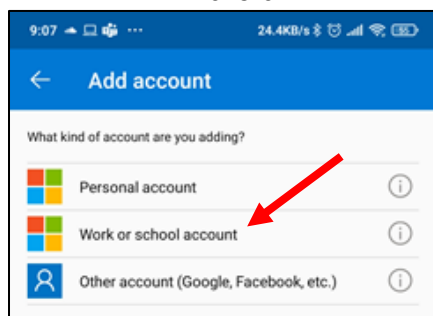 9:07 ... 24.4KB/s 85
Add account
What kind of account are you adding?
Personal account
Work or school account
Other account (Google, Facebook, etc.)